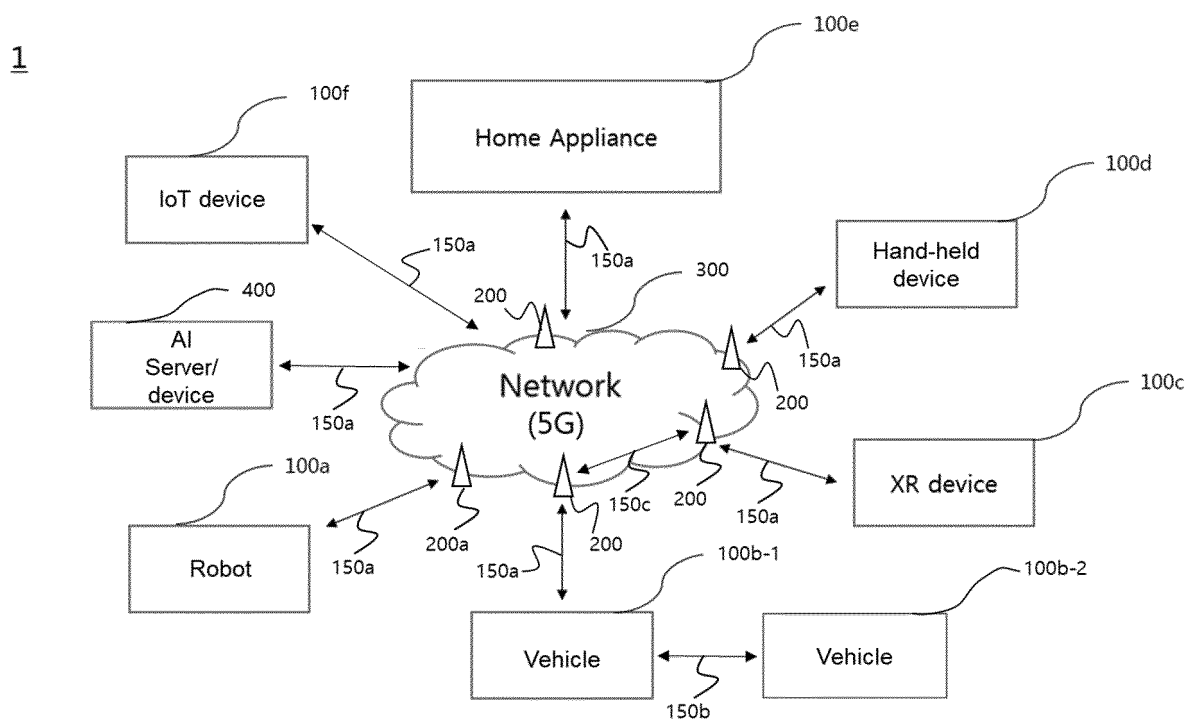 1
100e
Home Appliance
100f
IoT device
100d
Hand-held
device
150a
150a
300
200
400
AI
Server/
device
150a
150a
200
Network
(5G)
100c
XR device
100a
Robot
150a
200a
200
150c
200
150a
150a
100b-1
Vehicle
100b-2
Vehicle
150b